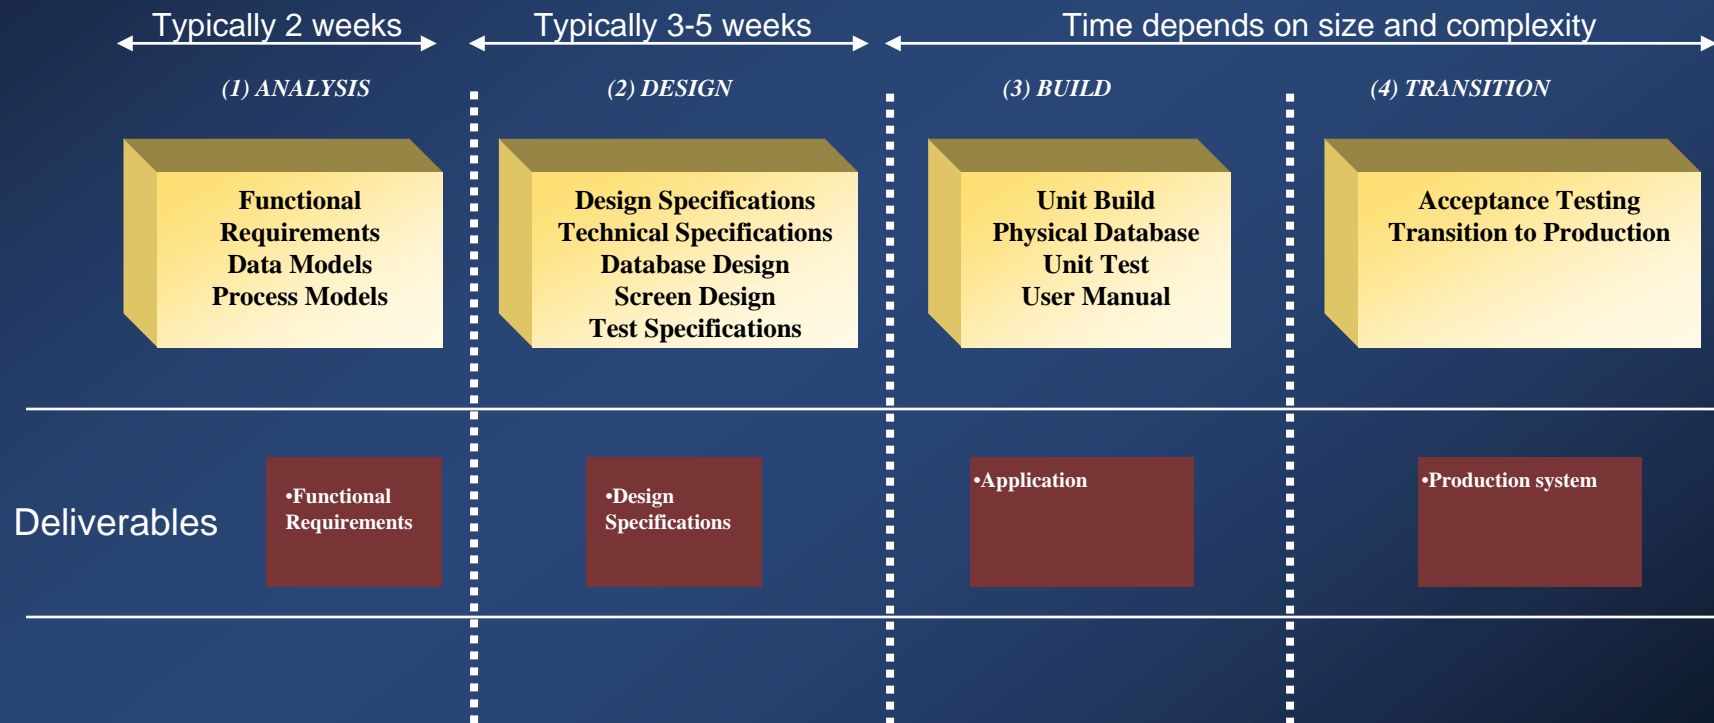 Typically 2 weeks
Typically 3-5 weeks
Time depends on size and complexity
(1) ANALYSIS
(2) DESIGN
(3) BUILD
(4) TRANSITION
Functional
Requirements
Data Models
Process Models
Design Specifications
Technical Specifications
Database Design
Screen Design
Test Specifications
Unit Build
Physical Database
Unit Test
User Manual
Acceptance Testing
Transition to Production
Deliverables
•Functional
Requirements
•Design
Specifications
•Application
•Production system